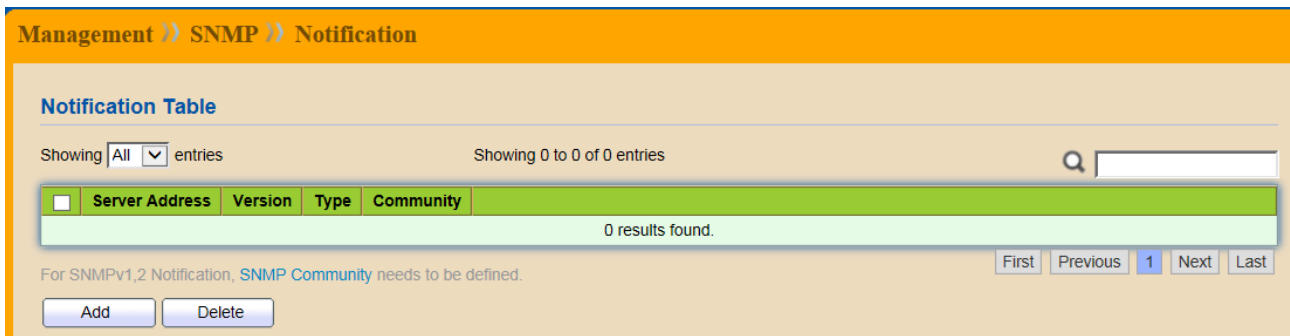 Management >> SNMP >> Notification
Notification Table
Showing All entries
Showing 0 to 0 of 0 entries
Server Address Version Type Community
0 results found.
For SNMPv1,2 Notification, SNMP Community needs to be defined.
First Previous 1 Next Last
Add Delete